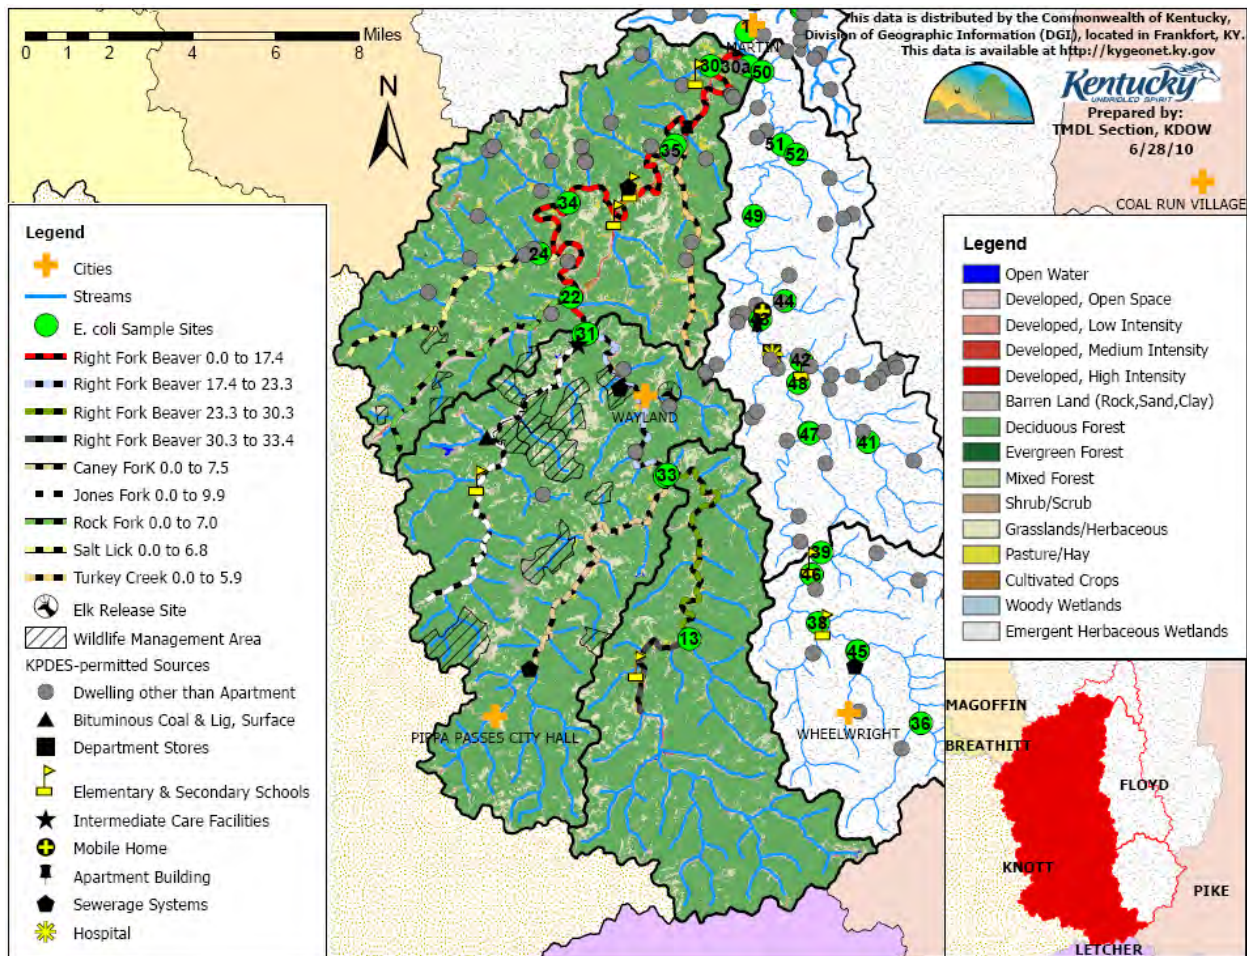 This data is distributed by the Commonwealth of Kentucky,
Division of Geographic Information (DGI), located in Frankfort, KY.
This data is available at http://kygeonet.ky.gov
Kentucky
UNBRIDLED SPIRIT
Prepared by:
TMDL Section, KDOW
6/28/10
Miles
0 1 2 4 6 8
N
MARTIN
COAL RUN VILLAGE
WAYLAND
PIPPA PASSES CITY HALL
WHEELWRIGHT
1
30
30a
50
35
51
52
34
49
24
22
44
31
43
42
48
47
41
33
39
46
38
13
45
36
Legend
Cities
Streams
E. coli Sample Sites
Right Fork Beaver 0.0 to 17.4
Right Fork Beaver 17.4 to 23.3
Right Fork Beaver 23.3 to 30.3
Right Fork Beaver 30.3 to 33.4
Caney ForK 0.0 to 7.5
Jones Fork 0.0 to 9.9
Rock Fork 0.0 to 7.0
Salt Lick 0.0 to 6.8
Turkey Creek 0.0 to 5.9
Elk Release Site
Wildlife Management Area
KPDES-permitted Sources
Dwelling other than Apartment
Bituminous Coal & Lig, Surface
Department Stores
Elementary & Secondary Schools
Intermediate Care Facilities
Mobile Home
Apartment Building
Sewerage Systems
Hospital
Legend
Open Water
Developed, Open Space
Developed, Low Intensity
Developed, Medium Intensity
Developed, High Intensity
Barren Land (Rock,Sand,Clay)
Deciduous Forest
Evergreen Forest
Mixed Forest
Shrub/Scrub
Grasslands/Herbaceous
Pasture/Hay
Cultivated Crops
Woody Wetlands
Emergent Herbaceous Wetlands
MAGOFFIN
BREATHITT
FLOYD
KNOTT
PIKE
LETCHER